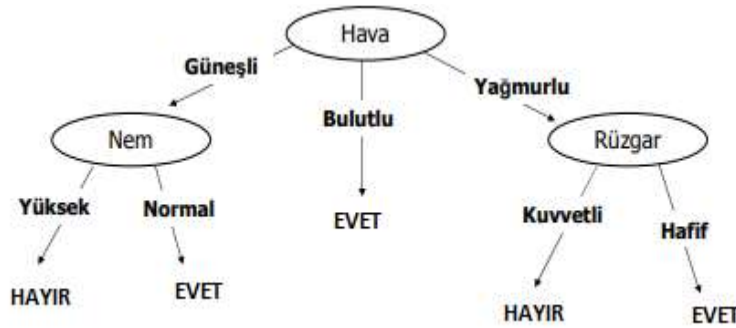 Hava
Güneşli
Yağmurlu
Bulutlu
Nem
Rüzgar
Yüksek
Normal
EVET
Kuvvetli
Hafif
HAYIR
EVET
HAYIR
EVET